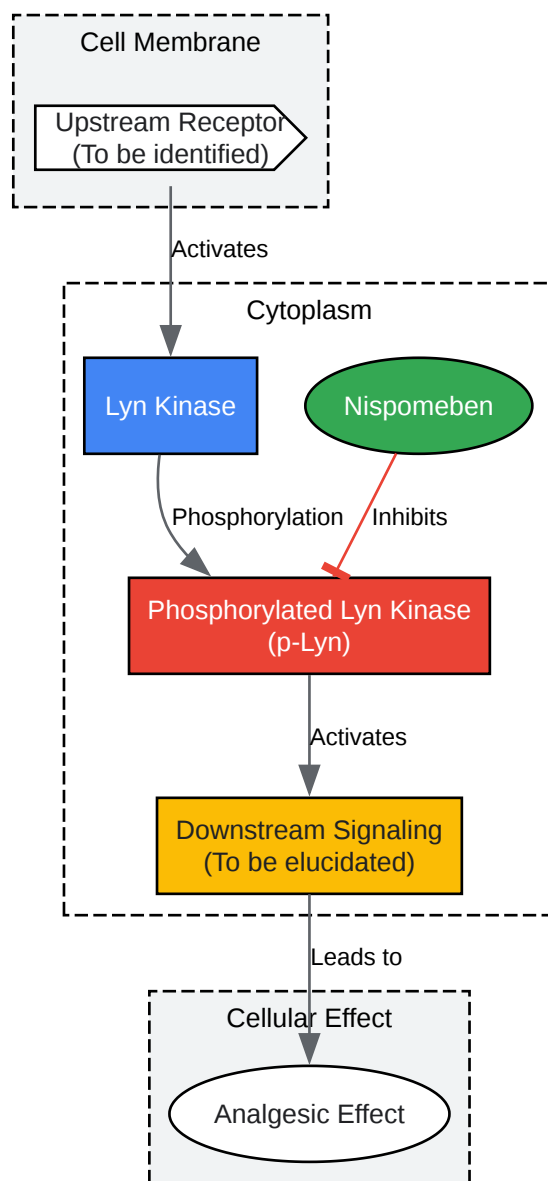 Cell Membrane
Upstream Receptor
(To be identified)
Activates
Cytoplasm
Lyn Kinase
Nispomeben
Phosphorylation
Inhibits
Phosphorylated Lyn Kinase
(p-Lyn)
Activates
Downstream Signaling
(To be elucidated)
Leads to
Cellular Effect
Analgesic Effect